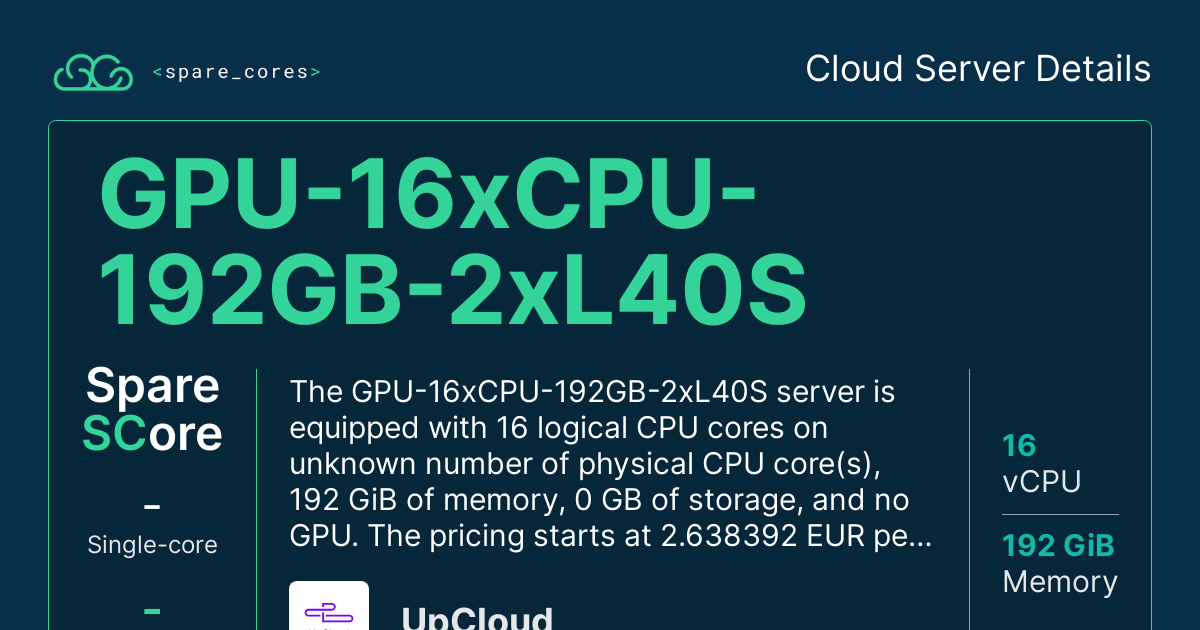 <spare_cores>
Cloud Server Details
GPU-16xCPU-
192GB-2xL40S
Spare
SCore
-
Single-core
-
The GPU-16xCPU-192GB-2xL40S server is
equipped with 16 logical CPU cores on
unknown number of physical CPU core(s),
192 GiB of memory, 0 GB of storage, and no
GPU. The pricing starts at 2.638392 EUR pe...
UpCloud
16
vCPU
192 GiB
Memory